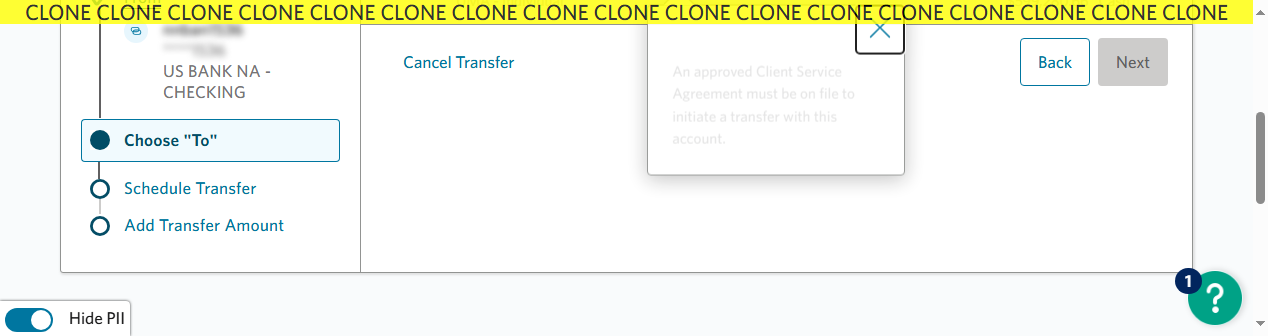 CLONE CLONE CLONE CLONE CLONE CLONE CLONE CLONE CLONE CLONE CLONE CLONE CLONE CLONE CLONE CLONE CLONE
US BANK NA -
CHECKING
Choose "To"
Schedule Transfer
Add Transfer Amount
Cancel Transfer
An approved Client Service
Agreement must be on file to
initiate a transfer with this
account.
Back
Next
1
?
Hide PII